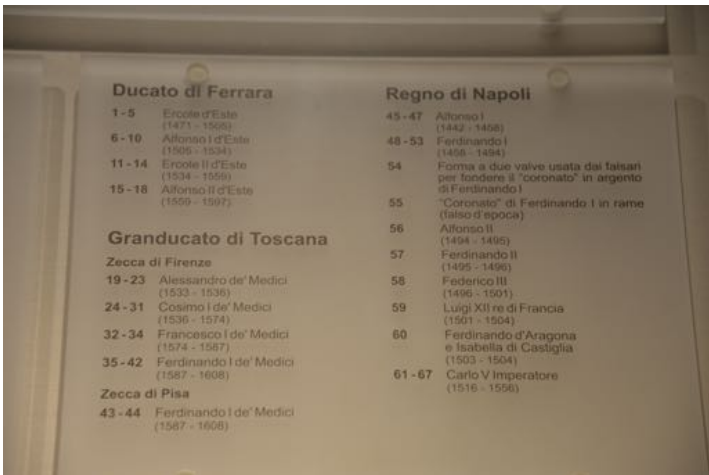 Ducato di Ferrara
1-5 Ercole d'Este
(1471 - 1505)
6-10 Alfonso I d'Este
(1505 - 1534)
11-14 Ercole II d'Este
(1534 - 1559)
15-18 Alfonso II d'Este
(1559 - 1597)
Granducato di Toscana
Zecca di Firenze
19-23 Alessandro de' Medici
(1533 - 1536)
24-31 Cosimo I de' Medici
(1536 - 1574)
32-34 Francesco I de' Medici
(1574 - 1587)
35-42 Ferdinando I de' Medici
(1587 - 1608)
Zecca di Pisa
43-44 Ferdinando I de' Medici
(1587 - 1608)
Regno di Napoli
45-47 Alfonso I
(1442 - 1458)
48-53 Ferdinando I
(1458 - 1494)
54 Forma a due valve usata dai falsari
per fondere il "coronato" in argento
di Ferdinando I
55 "Coronato" di Ferdinando I in rame
(falso d'epoca)
56 Alfonso II
(1494 - 1495)
57 Ferdinando II
(1495 - 1496)
58 Federico III
(1496 - 1501)
59 Luigi XII re di Francia
(1501 - 1504)
60 Ferdinando d'Aragona
e Isabella di Castiglia
(1503 - 1504)
61-67 Carlo V Imperatore
(1516 - 1556)